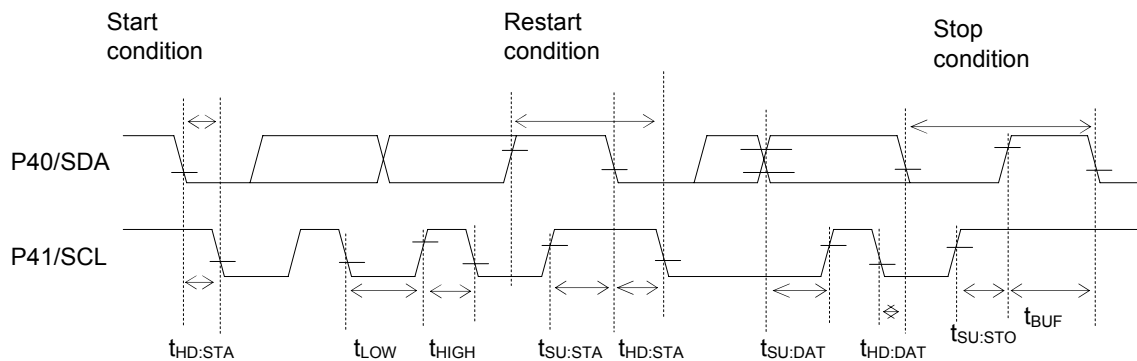 Start
condition
Restart
condition
Stop
condition
P40/SDA
P41/SCL
tHD:STA
tLOW
tHIGH
tSU:STA
tHD:STA
tSU:DAT
tHD:DAT
tSU:STO
tBUF